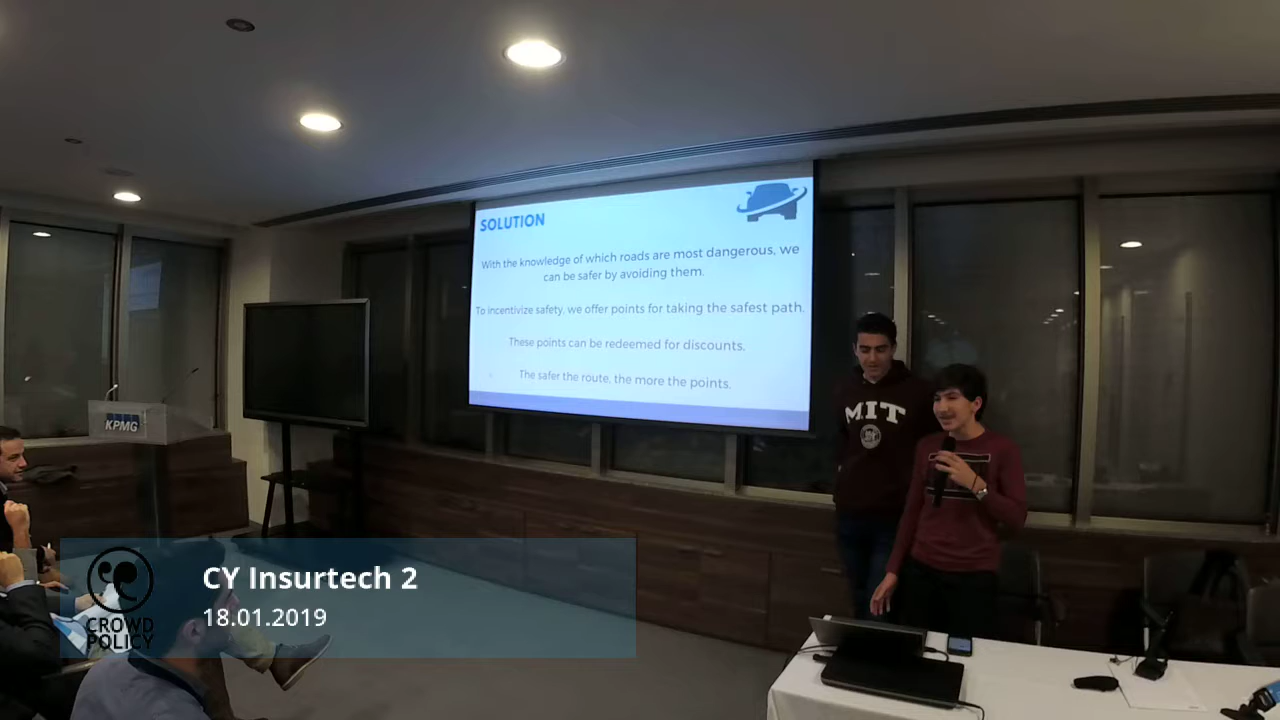 SOLUTION
With the knowledge of which roads are most dangerous, we
can be safer by avoiding them.
To incentivize safety, we offer points for taking the safest path.
These points can be redeemed for discounts.
The safer the route, the more the points.
MIT
KPMG
CY Insurtech 2
18.01.2019
CROWD
POLICY